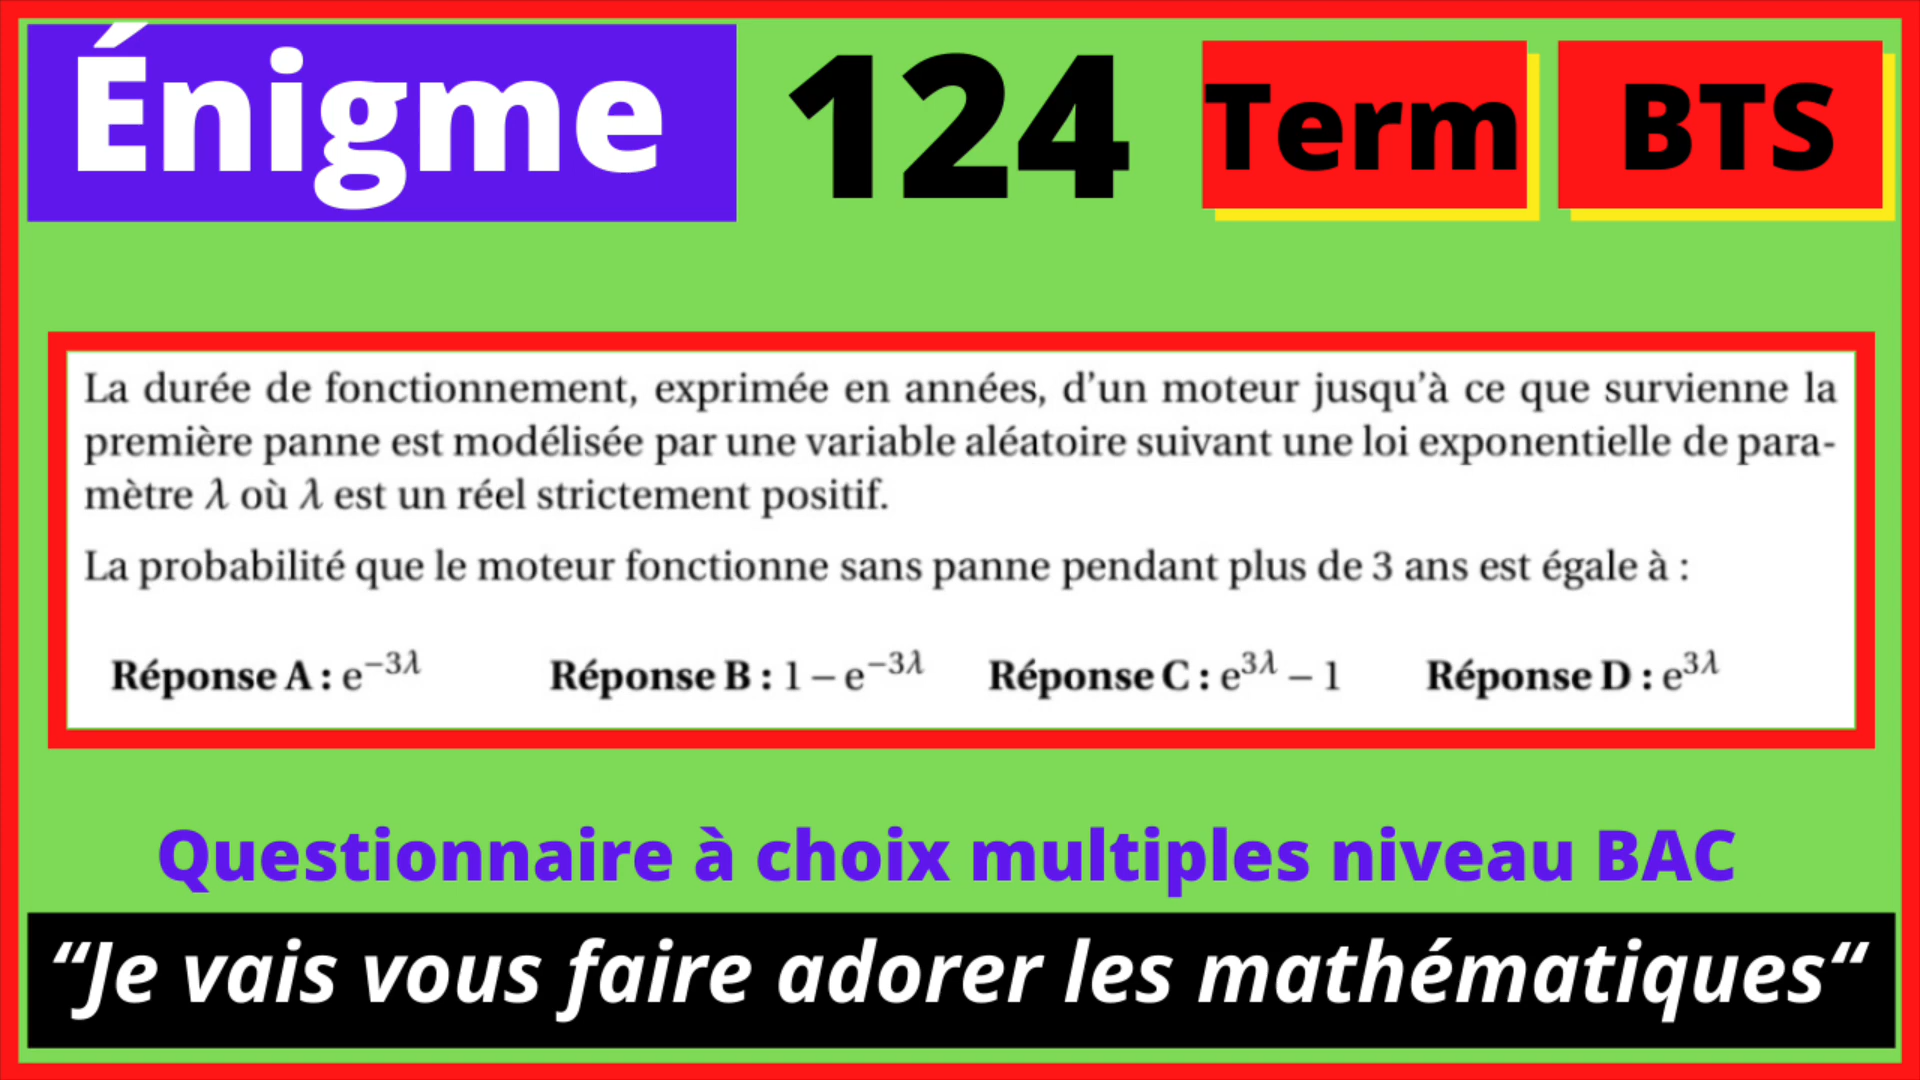 Énigme 124 Term BTS
La durée de fonctionnement, exprimée en années, d'un moteur jusqu'à ce que survienne la
première panne est modélisée par une variable aléatoire suivant une loi exponentielle de para-
mètre λ où λ est un réel strictement positif.
La probabilité que le moteur fonctionne sans panne pendant plus de 3 ans est égale à :
Réponse A : e⁻³λ Réponse B : 1 – e⁻³λ Réponse C : e³λ – 1 Réponse D : e³λ
Questionnaire à choix multiples niveau BAC
“Je vais vous faire adorer les mathématiques“